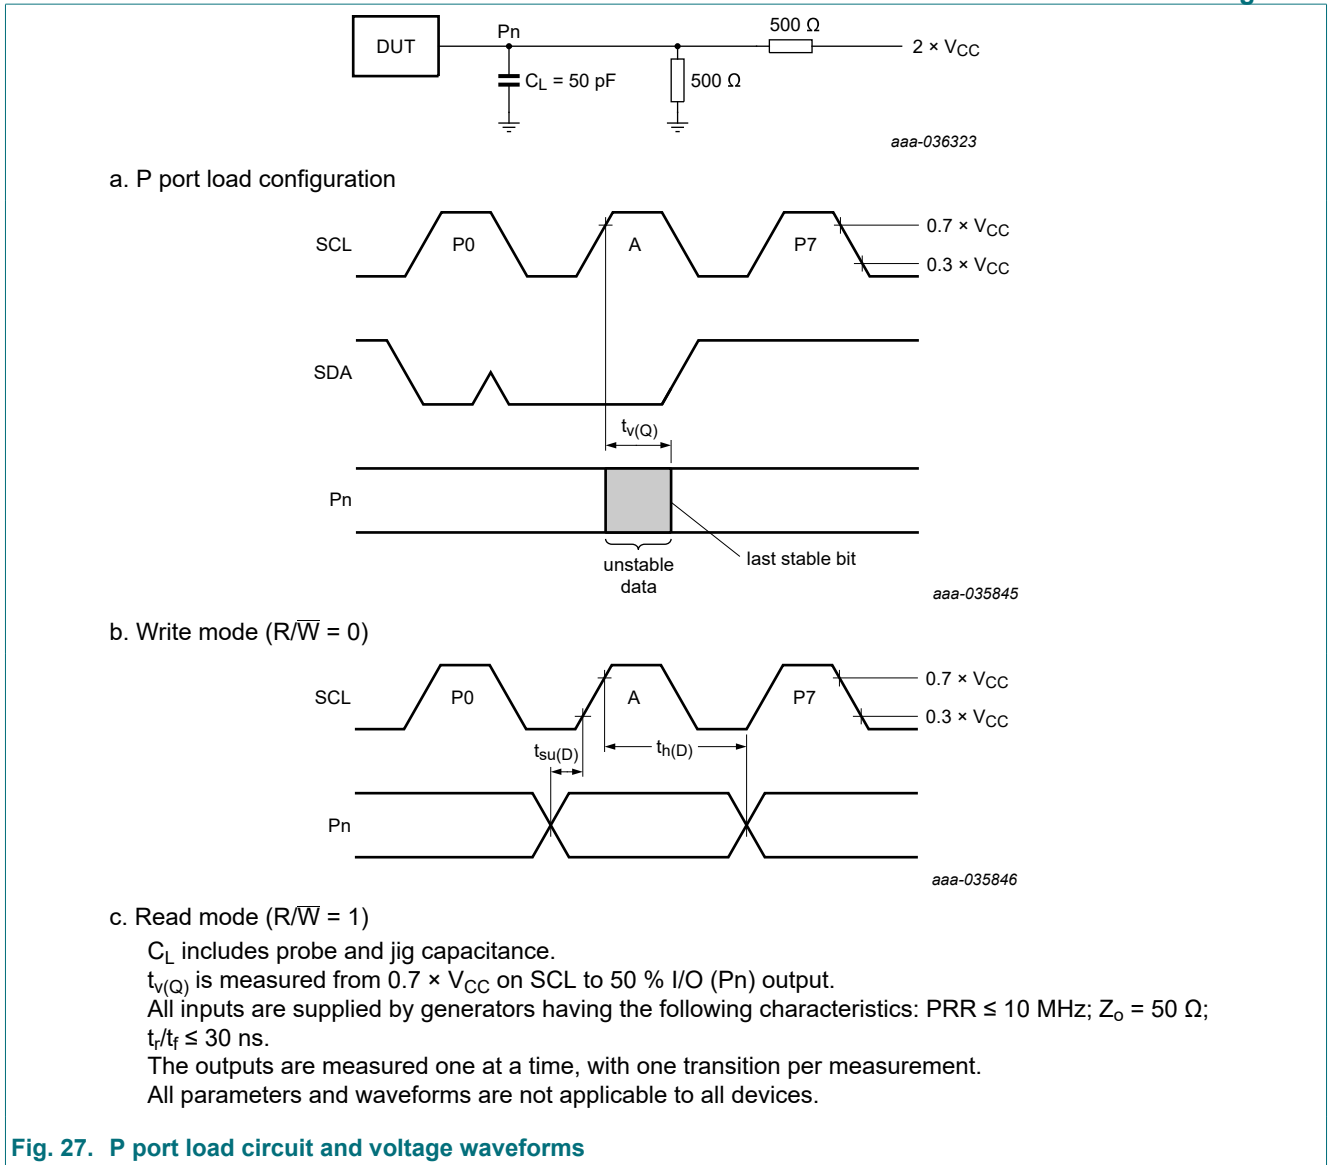 Pn
500 Ω
DUT
2 × VCC
CL = 50 pF
500 Ω
aaa-036323
a. P port load configuration
SCL
P0
A
P7
0.7 × VCC
0.3 × VCC
SDA
tv(Q)
Pn
unstable
data
last stable bit
aaa-035845
b. Write mode (R/W̅ = 0)
SCL
P0
A
P7
0.7 × VCC
0.3 × VCC
tsu(D)
th(D)
Pn
aaa-035846
c. Read mode (R/W̅ = 1)
CL includes probe and jig capacitance.
tv(Q) is measured from 0.7 × VCC on SCL to 50 % I/O (Pn) output.
All inputs are supplied by generators having the following characteristics: PRR ≤ 10 MHz; Zo = 50 Ω;
tr/tf ≤ 30 ns.
The outputs are measured one at a time, with one transition per measurement.
All parameters and waveforms are not applicable to all devices.
Fig. 27. P port load circuit and voltage waveforms